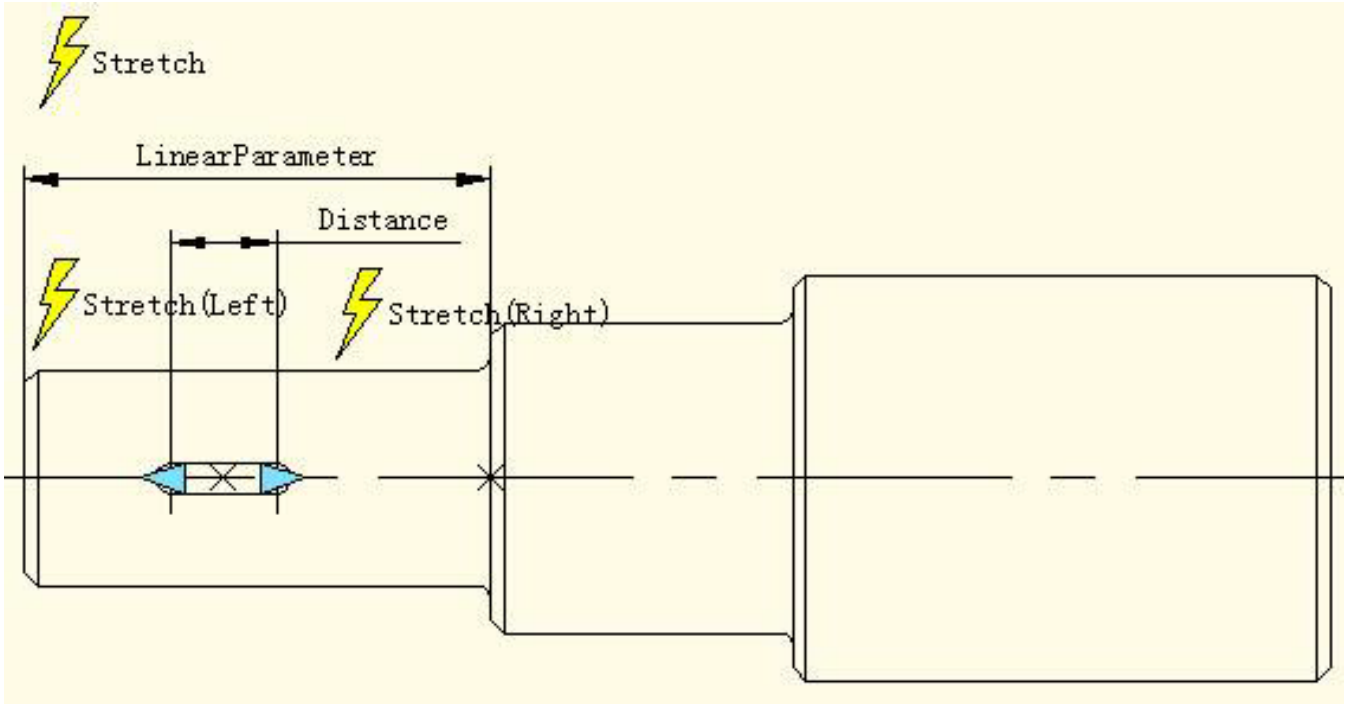 Stretch
LinearParameter
Distance
Stretch(Left)
Stretch(Right)